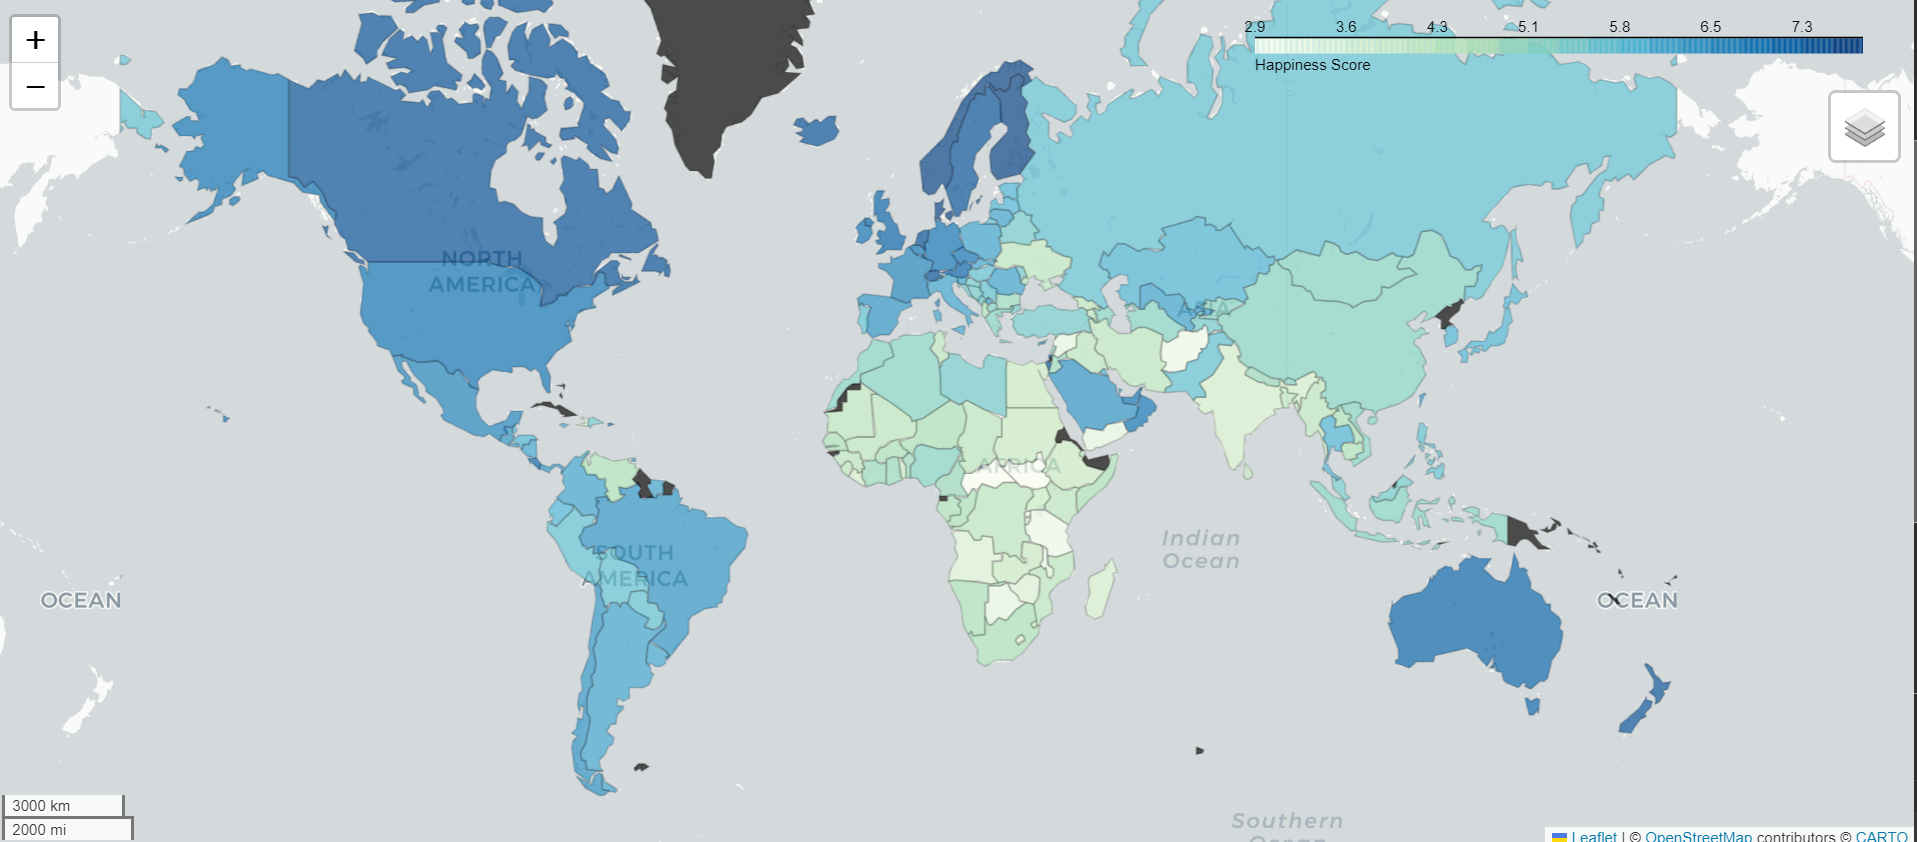 +
−
2.9 3.6 4.3 5.1 5.8 6.5 7.3
Happiness Score
NORTH
AMERICA
ASIA
AFRICA
Indian
Ocean
SOUTH
AMERICA
OCEAN
OCEAN
3000 km
2000 mi
Southern
Ocean
Leaflet | © OpenStreetMap contributors © CARTO